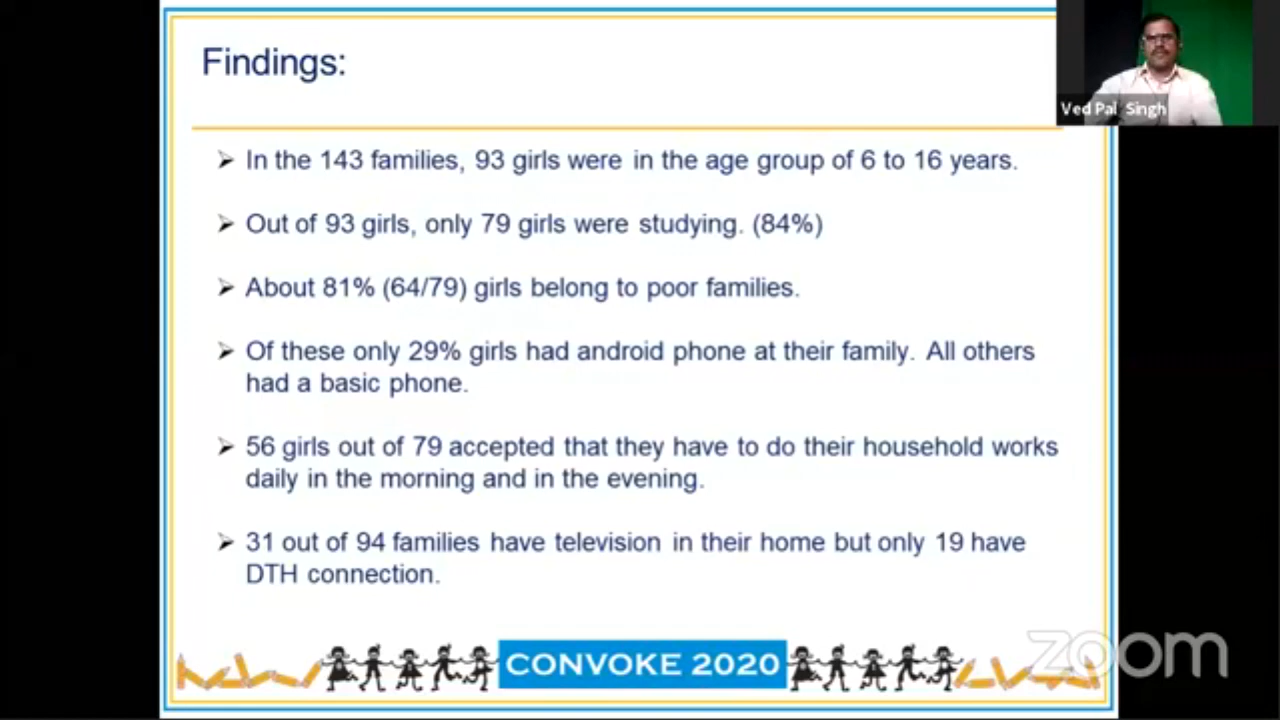 Findings:
Ved Pal Singh
➢ In the 143 families, 93 girls were in the age group of 6 to 16 years.
➢ Out of 93 girls, only 79 girls were studying. (84%)
➢ About 81% (64/79) girls belong to poor families.
➢ Of these only 29% girls had android phone at their family. All others
had a basic phone.
➢ 56 girls out of 79 accepted that they have to do their household works
daily in the morning and in the evening.
➢ 31 out of 94 families have television in their home but only 19 have
DTH connection.
CONVOKE 2020
zoom